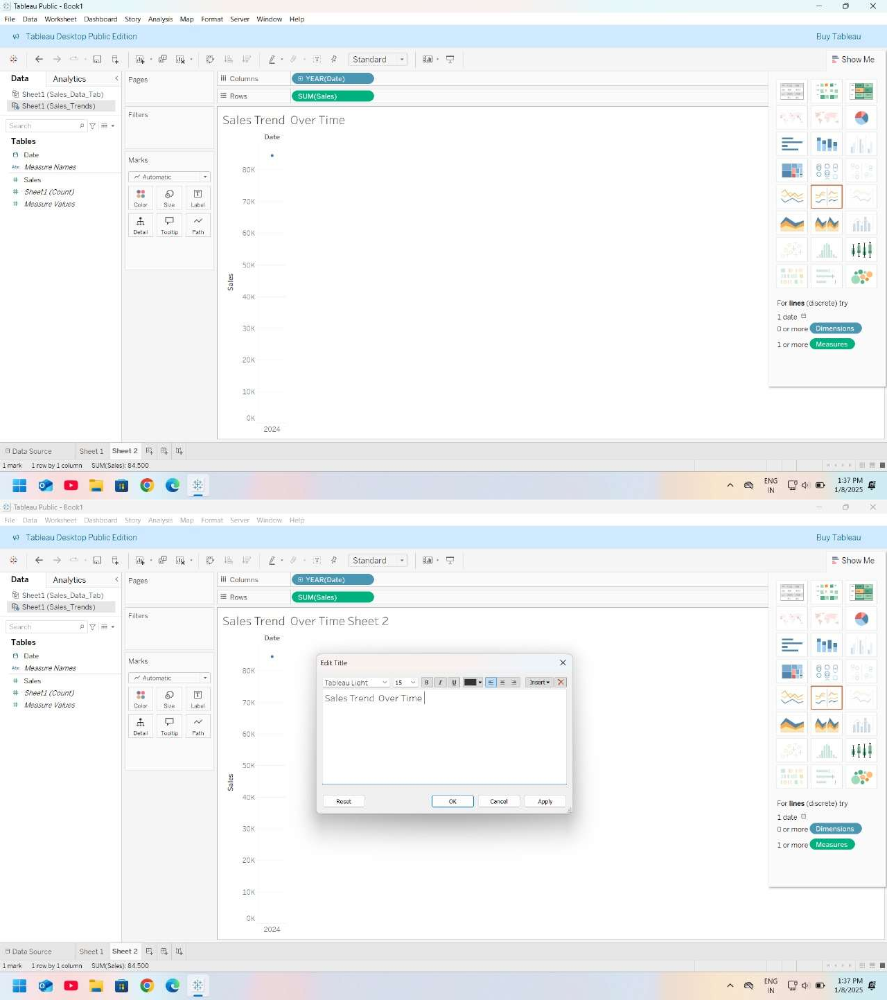 Tableau Public - Book1
File Data Worksheet Dashboard Story Analysis Map Format Server Window Help
Tableau Desktop Public Edition Buy Tableau
Standard Show Me
Data Analytics Pages Columns YEAR(Date)
Sheet1 (Sales_Data_Tab)
Rows SUM(Sales)
Sheet1 (Sales_Trends)
Filters
Sales Trend Over Time
Search
Date
Tables
Date
Marks
Measure Names
80K
Automatic
Sales
Sheet1 (Count)
70K
Color Size Label
Measure Values
60K
Detail Tooltip Path
50K
Sales
40K
For lines (discrete) try
1 date
30K
0 or more Dimensions
1 or more Measures
20K
10K
0K
2024
Data Source Sheet 1 Sheet 2
1 mark 1 row by 1 column SUM(Sales): 84,500
ENG
IN
1:37 PM
1/8/2025
Tableau Public - Book1
File Data Worksheet Dashboard Story Analysis Map Format Server Window Help
Tableau Desktop Public Edition Buy Tableau
Standard Show Me
Data Analytics Pages Columns YEAR(Date)
Sheet1 (Sales_Data_Tab)
Rows SUM(Sales)
Sheet1 (Sales_Trends)
Filters
Sales Trend Over Time Sheet 2
Search
Date
Tables
Date
Marks
Measure Names
80K
Automatic
Sales
Sheet1 (Count)
70K
Color Size Label
Measure Values
60K
Detail Tooltip Path
50K
Sales
40K
30K
20K
10K
0K
2024
Edit Title
Tableau Light 15 B I U Insert
Sales Trend Over Time
Reset OK Cancel Apply
For lines (discrete) try
1 date
0 or more Dimensions
1 or more Measures
Data Source Sheet 1 Sheet 2
1 mark 1 row by 1 column SUM(Sales): 84,500
ENG
IN
1:37 PM
1/8/2025